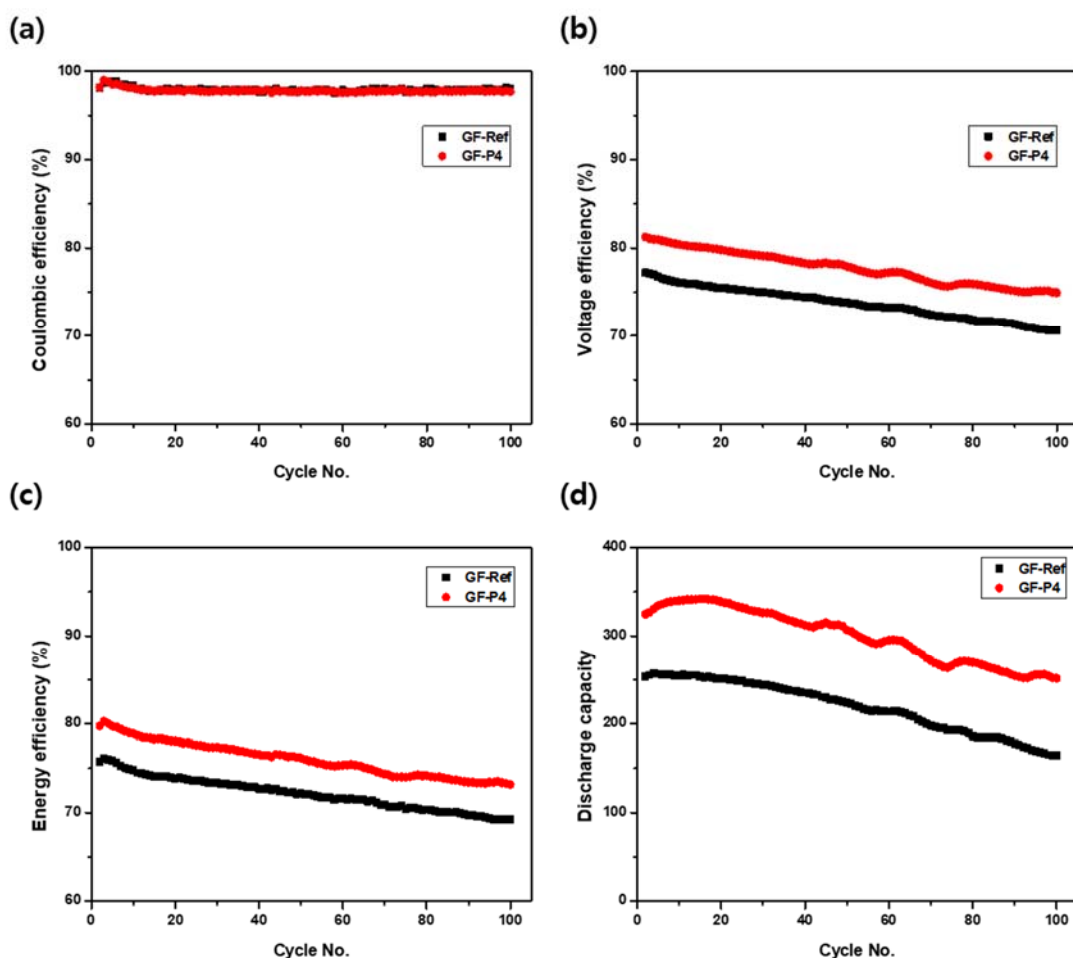 (a)
100
90
80
70
60
0
20
40
60
80
100
Coulombic efficiency (%)
Cycle No.
GF-Ref
GF-P4
(b)
100
90
80
70
60
0
20
40
60
80
100
Voltage efficiency (%)
Cycle No.
GF-Ref
GF-P4
(c)
100
90
80
70
60
0
20
40
60
80
100
Energy efficiency (%)
Cycle No.
GF-Ref
GF-P4
(d)
400
300
200
100
0
0
20
40
60
80
100
Discharge capacity
Cycle No.
GF-Ref
GF-P4